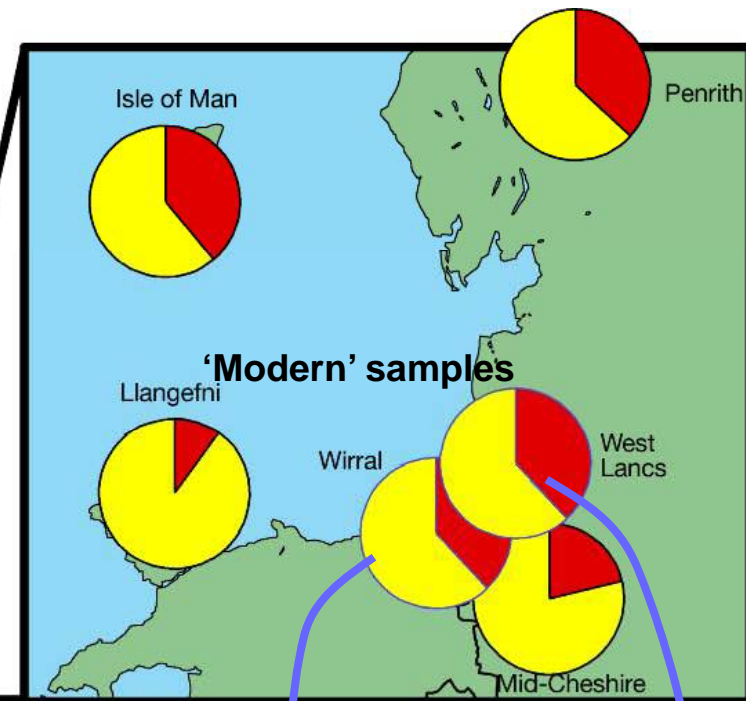 Isle of Man
Penrith
‘Modern’ samples
Llangefni
Wirral
West
Lancs
Mid-Cheshire